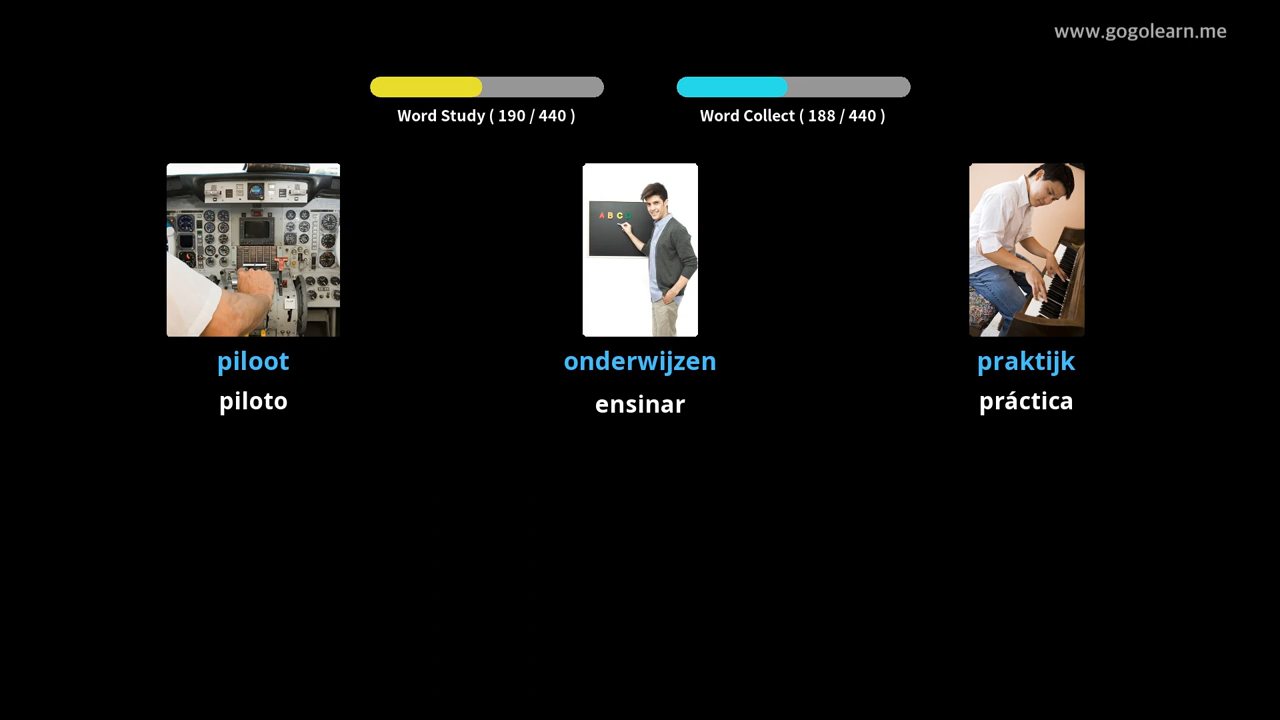 www.gogolearn.me
Word Study ( 190 / 440 )
Word Collect ( 188 / 440 )
A B C D
piloot
onderwijzen
praktijk
piloto
ensinar
práctica